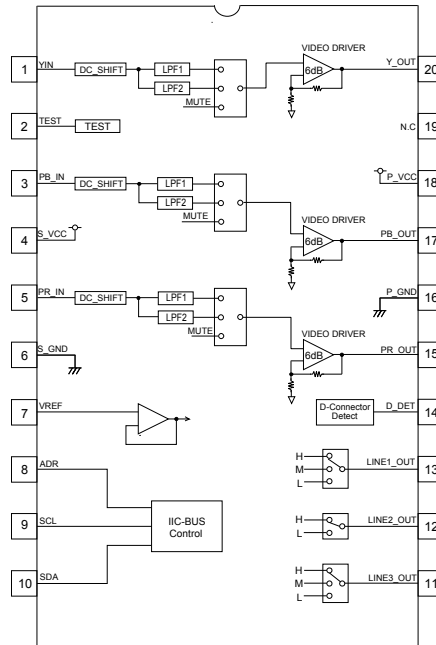 VIDEO DRIVER
1 YIN DC_SHIFT LPF1 6dB Y_OUT 20
LPF2
MUTE
2 TEST TEST N.C 19
3 PB_IN DC_SHIFT LPF1 P_VCC 18
LPF2
MUTE
VIDEO DRIVER
4 S_VCC 6dB PB_OUT 17
5 PR_IN DC_SHIFT LPF1 P_GND 16
LPF2
MUTE
VIDEO DRIVER
6 S_GND 6dB PR_OUT 15
7 VREF D-Connector D_DET 14
Detect
8 ADR H LINE1_OUT 13
M
L
9 SCL IIC-BUS H LINE2_OUT 12
Control L
10 SDA H LINE3_OUT 11
M
L